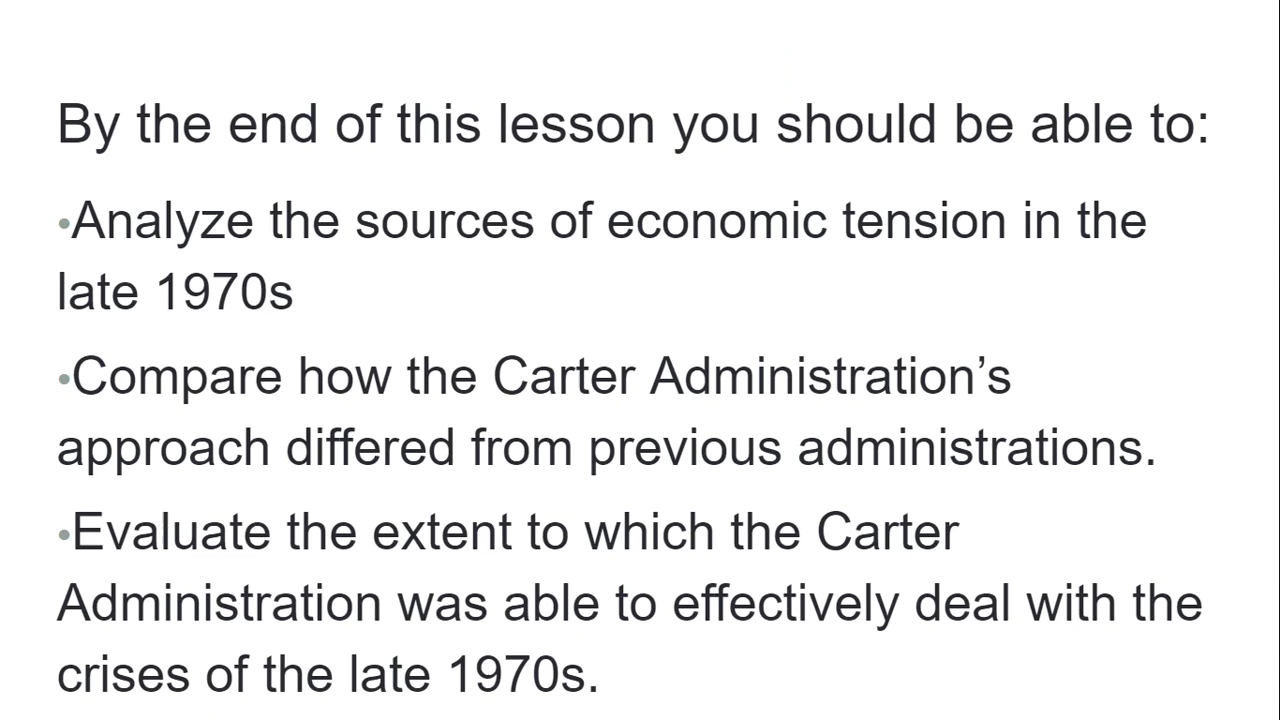 By the end of this lesson you should be able to:
•Analyze the sources of economic tension in the
late 1970s
•Compare how the Carter Administration’s
approach differed from previous administrations.
•Evaluate the extent to which the Carter
Administration was able to effectively deal with the
crises of the late 1970s.